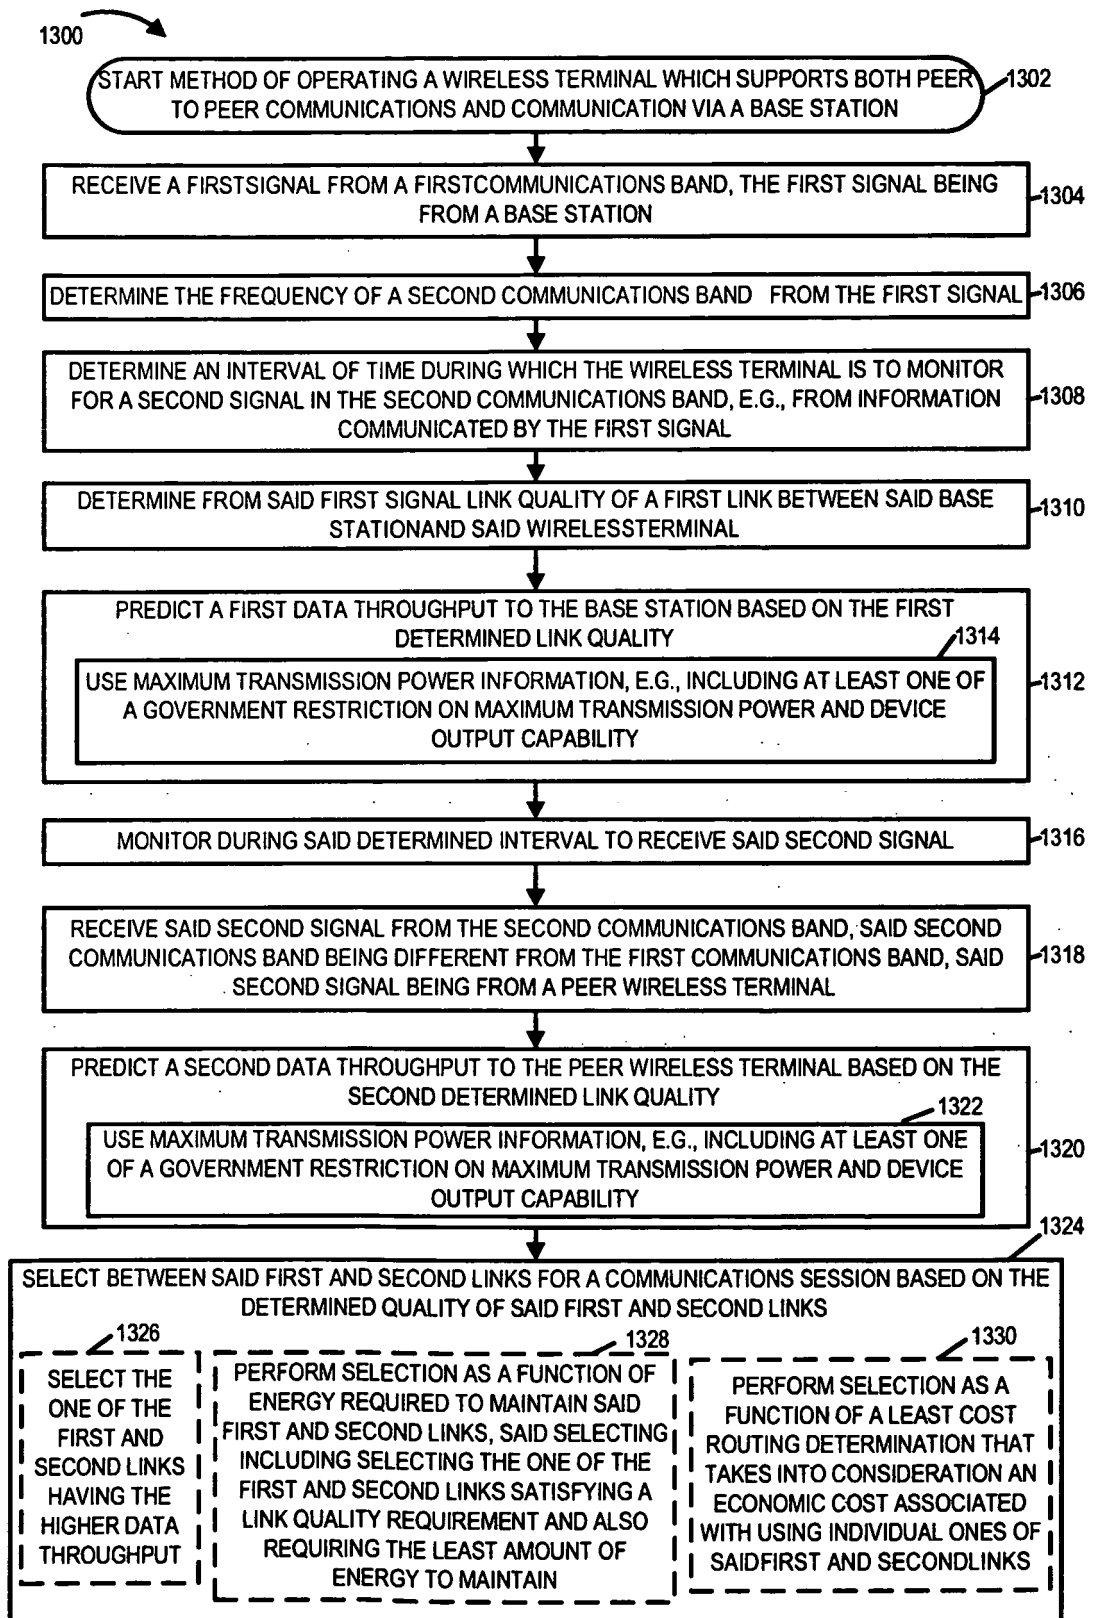 1300
START METHOD OF OPERATING A WIRELESS TERMINAL WHICH SUPPORTS BOTH PEER
TO PEER COMMUNICATIONS AND COMMUNICATION VIA A BASE STATION
1302
RECEIVE A FIRSTSIGNAL FROM A FIRSTCOMMUNICATIONS BAND, THE FIRST SIGNAL BEING
FROM A BASE STATION
1304
DETERMINE THE FREQUENCY OF A SECOND COMMUNICATIONS BAND FROM THE FIRST SIGNAL
1306
DETERMINE AN INTERVAL OF TIME DURING WHICH THE WIRELESS TERMINAL IS TO MONITOR
FOR A SECOND SIGNAL IN THE SECOND COMMUNICATIONS BAND, E.G., FROM INFORMATION
COMMUNICATED BY THE FIRST SIGNAL
1308
DETERMINE FROM SAID FIRST SIGNAL LINK QUALITY OF A FIRST LINK BETWEEN SAID BASE
STATIONAND SAID WIRELESSTERMINAL
1310
PREDICT A FIRST DATA THROUGHPUT TO THE BASE STATION BASED ON THE FIRST
DETERMINED LINK QUALITY
1314
USE MAXIMUM TRANSMISSION POWER INFORMATION, E.G., INCLUDING AT LEAST ONE OF
A GOVERNMENT RESTRICTION ON MAXIMUM TRANSMISSION POWER AND DEVICE
OUTPUT CAPABILITY
1312
MONITOR DURING SAID DETERMINED INTERVAL TO RECEIVE SAID SECOND SIGNAL
1316
RECEIVE SAID SECOND SIGNAL FROM THE SECOND COMMUNICATIONS BAND, SAID SECOND
COMMUNICATIONS BAND BEING DIFFERENT FROM THE FIRST COMMUNICATIONS BAND, SAID
SECOND SIGNAL BEING FROM A PEER WIRELESS TERMINAL
1318
PREDICT A SECOND DATA THROUGHPUT TO THE PEER WIRELESS TERMINAL BASED ON THE
SECOND DETERMINED LINK QUALITY
1322
USE MAXIMUM TRANSMISSION POWER INFORMATION, E.G., INCLUDING AT LEAST ONE
OF A GOVERNMENT RESTRICTION ON MAXIMUM TRANSMISSION POWER AND DEVICE
OUTPUT CAPABILITY
1320
1324
SELECT BETWEEN SAID FIRST AND SECOND LINKS FOR A COMMUNICATIONS SESSION BASED ON THE
DETERMINED QUALITY OF SAID FIRST AND SECOND LINKS
1326
SELECT THE
ONE OF THE
FIRST AND
SECOND LINKS
HAVING THE
HIGHER DATA
THROUGHPUT
1328
PERFORM SELECTION AS A FUNCTION OF
ENERGY REQUIRED TO MAINTAIN SAID
FIRST AND SECOND LINKS, SAID SELECTING
INCLUDING SELECTING THE ONE OF THE
FIRST AND SECOND LINKS SATISFYING A
LINK QUALITY REQUIREMENT AND ALSO
REQUIRING THE LEAST AMOUNT OF
ENERGY TO MAINTAIN
1330
PERFORM SELECTION AS A
FUNCTION OF A LEAST COST
ROUTING DETERMINATION THAT
TAKES INTO CONSIDERATION AN
ECONOMIC COST ASSOCIATED
WITH USING INDIVIDUAL ONES OF
SAIDFIRST AND SECONDLINKS